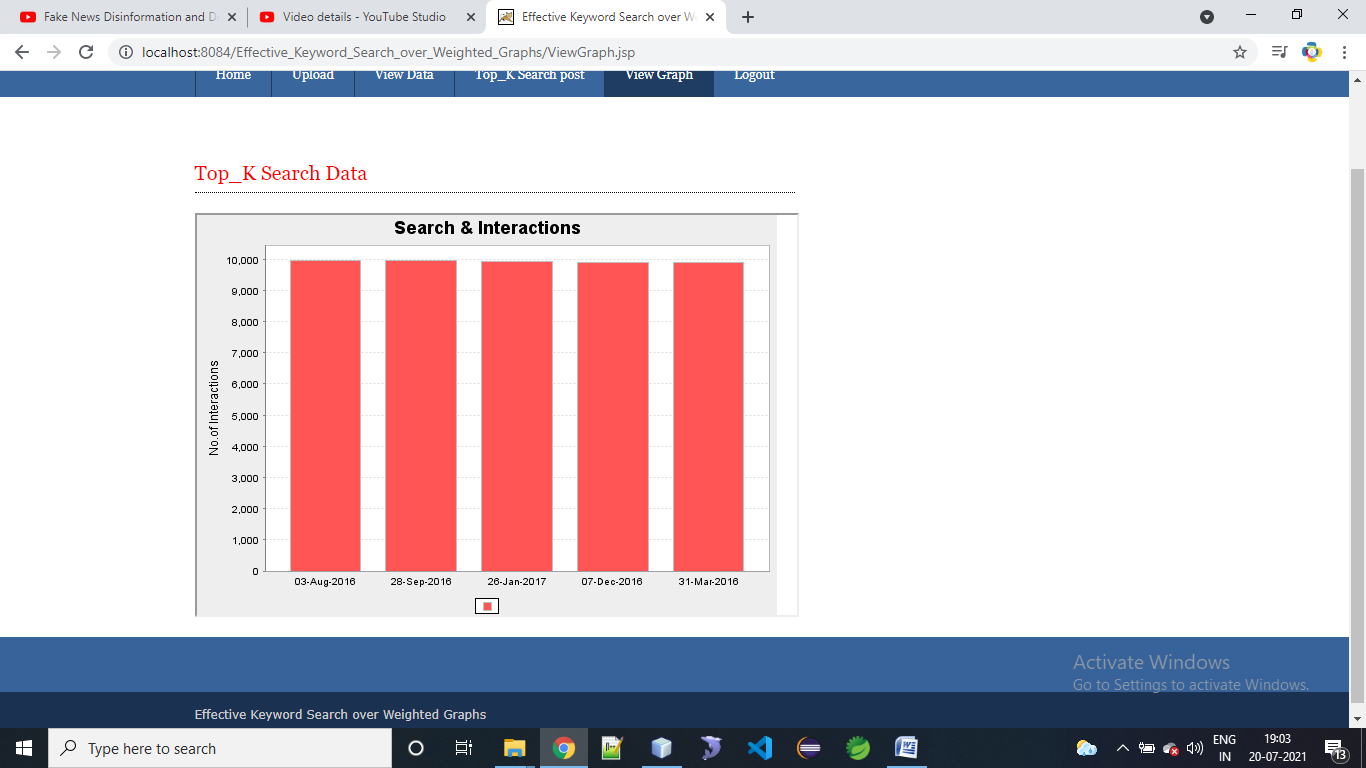 Fake News Disinformation and D
Video details - YouTube Studio
Effective Keyword Search over W
localhost:8084/Effective_Keyword_Search_over_Weighted_Graphs/ViewGraph.jsp
Home Upload View Data Top_K Search post View Graph Logout
Top_K Search Data
Search & Interactions
No.of Interactions
10,000
9,000
8,000
7,000
6,000
5,000
4,000
3,000
2,000
1,000
0
03-Aug-2016 28-Sep-2016 26-Jan-2017 07-Dec-2016 31-Mar-2016
Activate Windows
Go to Settings to activate Windows.
Effective Keyword Search over Weighted Graphs
Type here to search
ENG
IN
19:03
20-07-2021
13